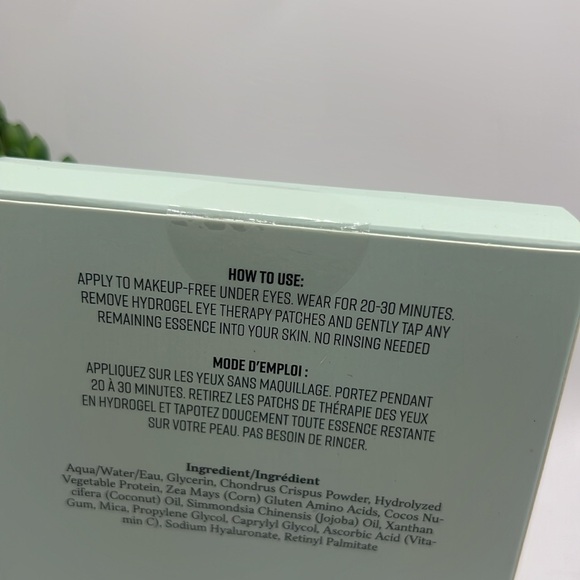 HOW TO USE:
APPLY TO MAKEUP-FREE UNDER EYES. WEAR FOR 20-30 MINUTES.
REMOVE HYDROGEL EYE THERAPY PATCHES AND GENTLY TAP ANY
REMAINING ESSENCE INTO YOUR SKIN. NO RINSING NEEDED
MODE D'EMPLOI :
APPLIQUEZ SUR LES YEUX SANS MAQUILLAGE. PORTEZ PENDANT
20 À 30 MINUTES. RETIREZ LES PATCHS DE THÉRAPIE DES YEUX
EN HYDROGEL ET TAPOTEZ DOUCEMENT TOUTE ESSENCE RESTANTE
SUR VOTRE PEAU. PAS BESOIN DE RINCER.
Ingredient/Ingrédient
Aqua/Water/Eau, Glycerin, Chondrus Crispus Powder, Hydrolyzed
Vegetable Protein, Zea Mays (Corn) Gluten Amino Acids, Cocos Nu-
cifera (Coconut) Oil, Simmondsia Chinensis (Jojoba) Oil, Xanthan
Gum, Mica, Propylene Glycol, Caprylyl Glycol, Ascorbic Acid (Vita-
min C), Sodium Hyaluronate, Retinyl Palmitate